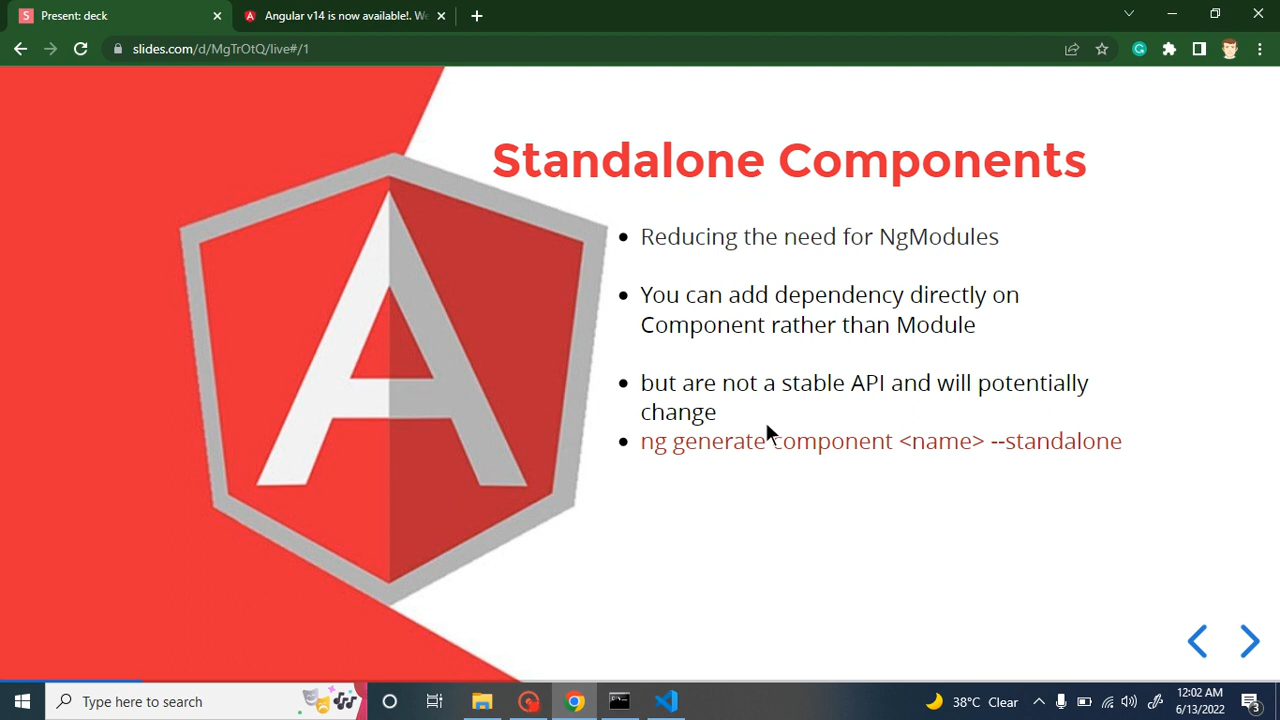 Present: deck
Angular v14 is now available!. We
slides.com/d/MgTrOtQ/live#/1
Standalone Components
Reducing the need for NgModules
You can add dependency directly on
Component rather than Module
but are not a stable API and will potentially
change
ng generate component <name> --standalone
Type here to search
38°C Clear
12:02 AM
6/13/2022
3